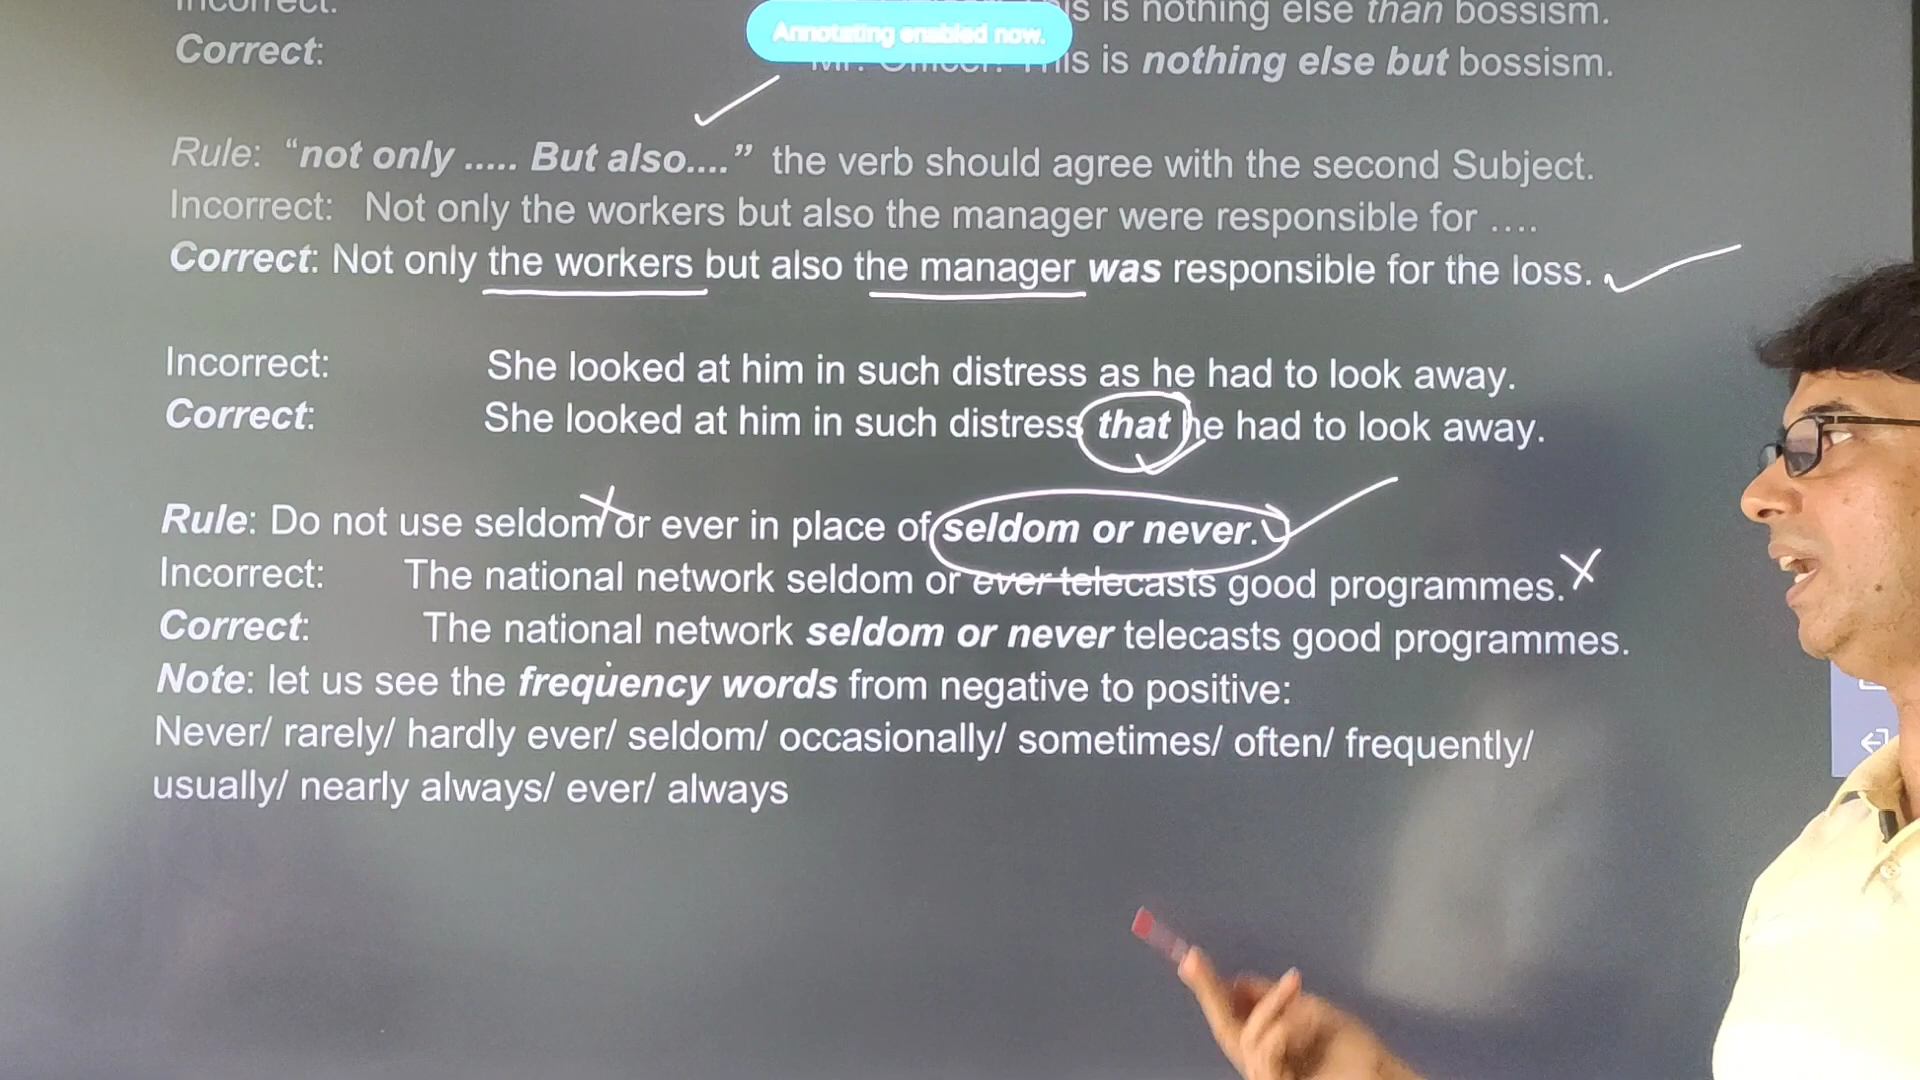 Incorrect: is is nothing else than bossism.
Annotating enabled now.
Correct: Mr. Officer: This is nothing else but bossism.
Rule: “not only ..... But also....” the verb should agree with the second Subject.
Incorrect: Not only the workers but also the manager were responsible for ....
Correct: Not only the workers but also the manager was responsible for the loss.
Incorrect: She looked at him in such distress as he had to look away.
Correct: She looked at him in such distress that he had to look away.
Rule: Do not use seldom or ever in place of seldom or never.
Incorrect: The national network seldom or ever telecasts good programmes.
Correct: The national network seldom or never telecasts good programmes.
Note: let us see the frequency words from negative to positive:
Never/ rarely/ hardly ever/ seldom/ occasionally/ sometimes/ often/ frequently/
usually/ nearly always/ ever/ always